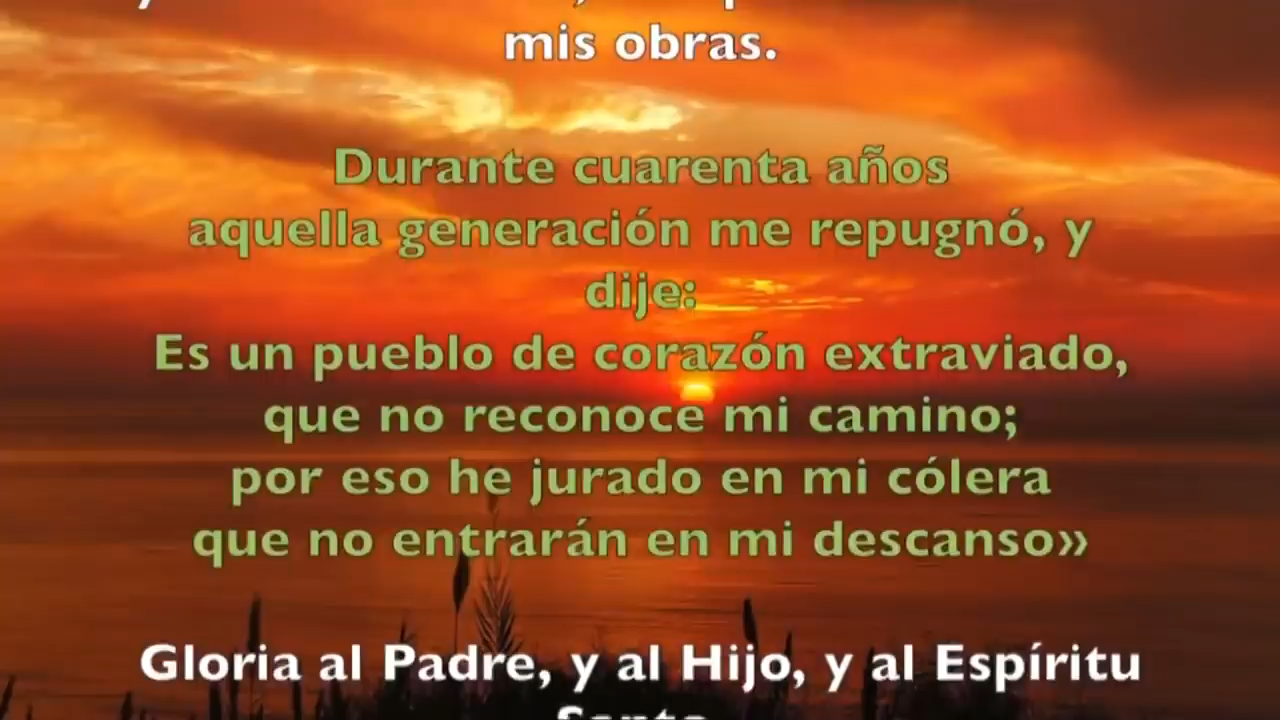 mis obras.
Durante cuarenta años
aquella generación me repugnó, y
dije:
Es un pueblo de corazón extraviado,
que no reconoce mi camino;
por eso he jurado en mi cólera
que no entrarán en mi descanso»
Gloria al Padre, y al Hijo, y al Espíritu